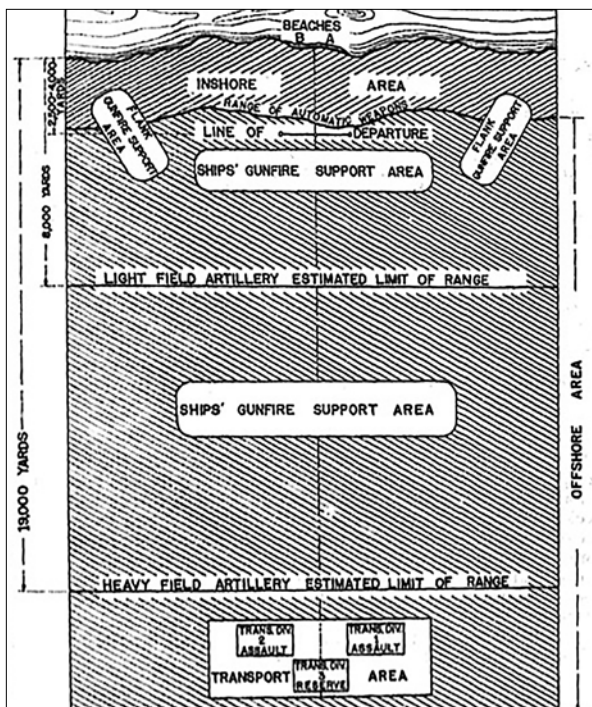 BEACHES
B A
INSHORE AREA
RANGE OF AUTOMATIC WEAPONS
LINE OF DEPARTURE
FLANK
GUNFIRE SUPPORT
AREA
FLANK
GUNFIRE SUPPORT
AREA
SHIPS' GUNFIRE SUPPORT AREA
YARDS
8,000 YARDS
LIGHT FIELD ARTILLERY ESTIMATED LIMIT OF RANGE
SHIPS' GUNFIRE SUPPORT AREA
19,000 YARDS
OFFSHORE AREA
HEAVY FIELD ARTILLERY ESTIMATED LIMIT OF RANGE
TRANS. DIV.
2
ASSAULT
TRANS. DIV.
1
ASSAULT
TRANSPORT AREA
TRANS. DIV.
3
RESERVE